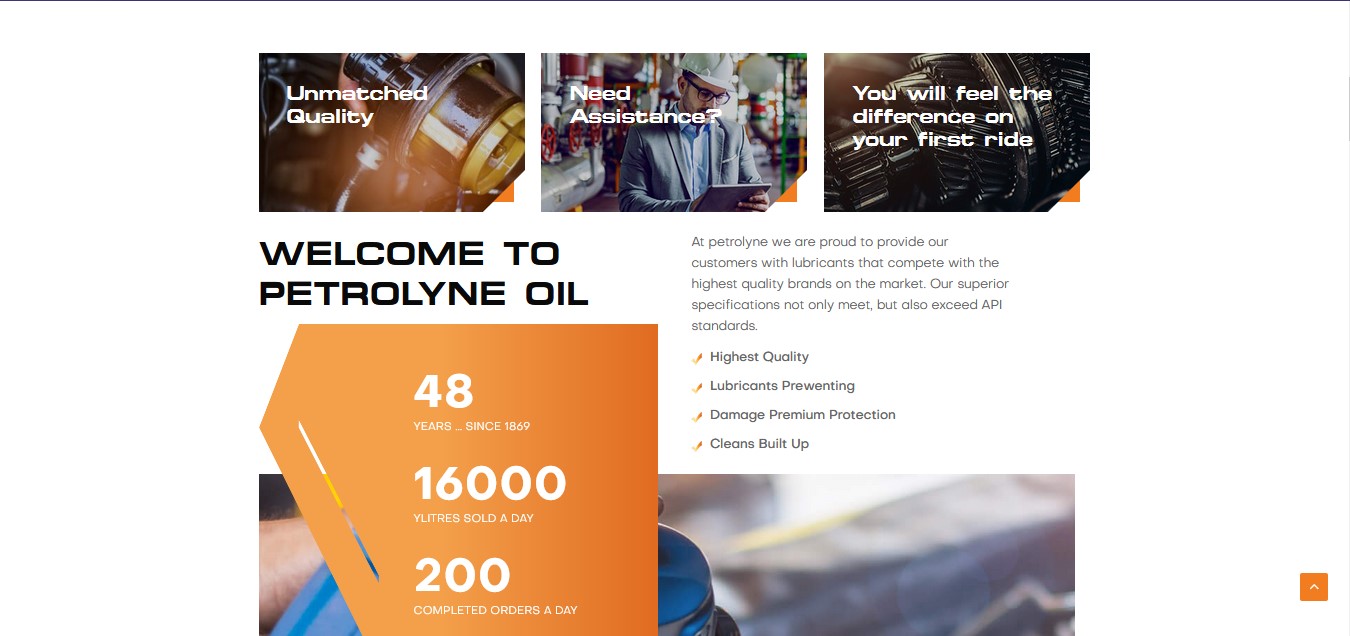 Unmatched
Quality
Need
Assistance?
You will feel the
difference on
your first ride
WELCOME TO
PETROLYNE OIL
At petrolyne we are proud to provide our
customers with lubricants that compete with the
highest quality brands on the market. Our superior
specifications not only meet, but also exceed API
standards.
Highest Quality
Lubricants Prewenting
Damage Premium Protection
Cleans Built Up
48
YEARS ... SINCE 1869
16000
YLITRES SOLD A DAY
200
COMPLETED ORDERS A DAY